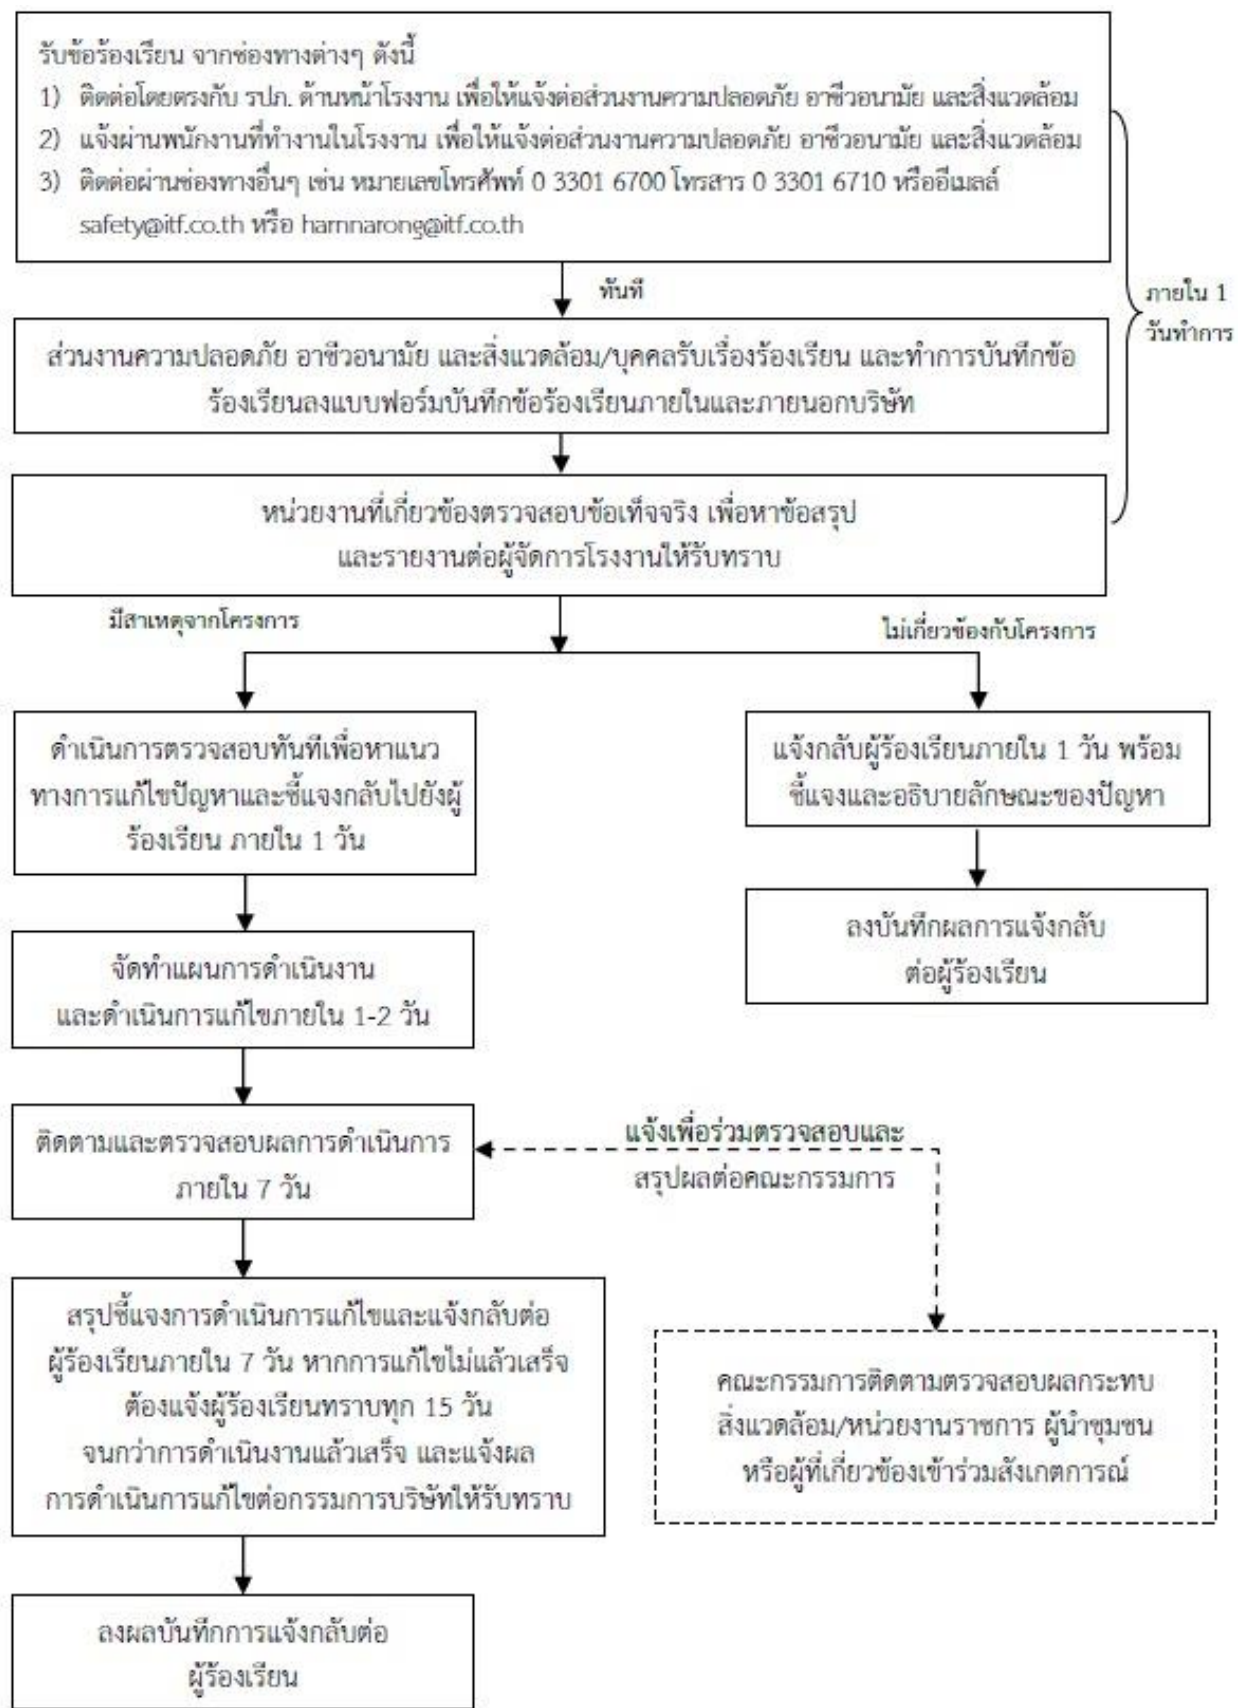 รับข้อร้องเรียน จากช่องทางต่างๆ ดังนี้
1) ติดต่อโดยตรงกับ รปภ. ด้านหน้าโรงงาน เพื่อให้แจ้งต่อส่วนงานความปลอดภัย อาชีวอนามัย และสิ่งแวดล้อม
2) แจ้งผ่านพนักงานที่ทำงานในโรงงาน เพื่อให้แจ้งต่อส่วนงานความปลอดภัย อาชีวอนามัย และสิ่งแวดล้อม
3) ติดต่อผ่านช่องทางอื่นๆ เช่น หมายเลขโทรศัพท์ 0 3301 6700 โทรสาร 0 3301 6710 หรืออีเมลล์
safety@itf.co.th หรือ harnnarong@itf.co.th
ทันที
ภายใน 1
วันทำการ
ส่วนงานความปลอดภัย อาชีวอนามัย และสิ่งแวดล้อม/บุคคลรับเรื่องร้องเรียน และทำการบันทึกข้อ
ร้องเรียนลงแบบฟอร์มบันทึกข้อร้องเรียนภายในและภายนอกบริษัท
หน่วยงานที่เกี่ยวข้องตรวจสอบข้อเท็จจริง เพื่อหาข้อสรุป
และรายงานต่อผู้จัดการโรงงานให้รับทราบ
มีสาเหตุจากโครงการ
ไม่เกี่ยวข้องกับโครงการ
ดำเนินการตรวจสอบทันทีเพื่อหาแนว
ทางการแก้ไขปัญหาและชี้แจงกลับไปยังผู้
ร้องเรียน ภายใน 1 วัน
แจ้งกลับผู้ร้องเรียนภายใน 1 วัน พร้อม
ชี้แจงและอธิบายลักษณะของปัญหา
จัดทำแผนการดำเนินงาน
และดำเนินการแก้ไขภายใน 1-2 วัน
ลงบันทึกผลการแจ้งกลับ
ต่อผู้ร้องเรียน
ติดตามและตรวจสอบผลการดำเนินการ
ภายใน 7 วัน
แจ้งเพื่อร่วมตรวจสอบและ
สรุปผลต่อคณะกรรมการ
สรุปชี้แจงการดำเนินการแก้ไขและแจ้งกลับต่อ
ผู้ร้องเรียนภายใน 7 วัน หากการแก้ไขไม่แล้วเสร็จ
ต้องแจ้งผู้ร้องเรียนทราบทุก 15 วัน
จนกว่าการดำเนินงานแล้วเสร็จ และแจ้งผล
การดำเนินการแก้ไขต่อกรรมการบริษัทให้รับทราบ
คณะกรรมการติดตามตรวจสอบผลกระทบ
สิ่งแวดล้อม/หน่วยงานราชการ ผู้นำชุมชน
หรือผู้ที่เกี่ยวข้องเข้าร่วมสังเกตการณ์
ลงผลบันทึกการแจ้งกลับต่อ
ผู้ร้องเรียน